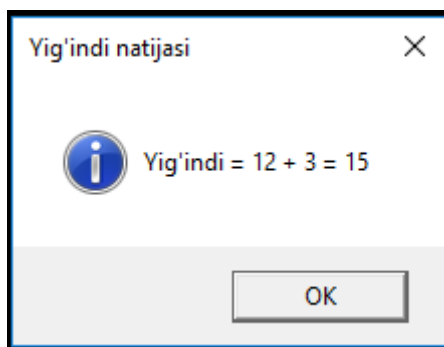 Yig'indi natijasi
Yig'indi = 12 + 3 = 15
OK